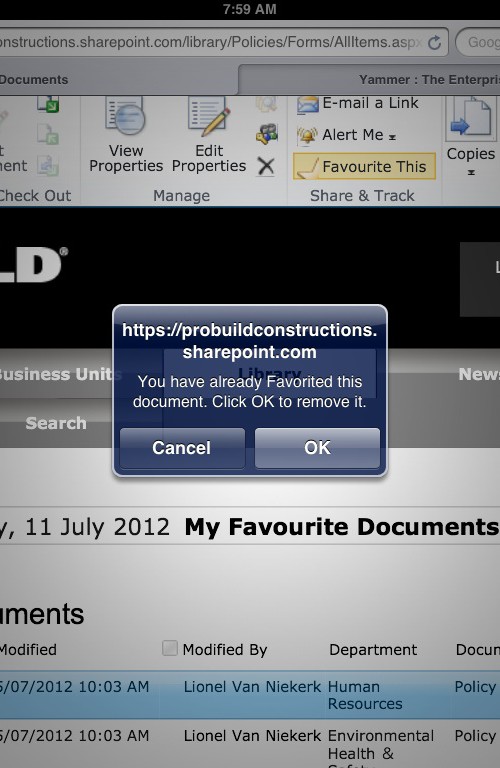 7:59 AM
onstructions.sharepoint.com/library/Policies/Forms/AllItems.aspx
Goog
Documents
Yammer : The Enterpris
E-mail a Link
View
Properties
Edit
Properties
Alert Me
Favourite This
Copies
Check Out
Manage
Share & Track
LD®
L
https://probuildconstructions.
sharepoint.com
You have already Favorited this
document. Click OK to remove it.
Cancel
OK
Business Units
Library
News
Search
y, 11 July 2012 My Favourite Documents
uments
Modified
Modified By
Department
Docum
5/07/2012 10:03 AM
Lionel Van Niekerk
Human
Resources
Policy
5/07/2012 10:03 AM
Lionel Van Niekerk
Environmental
Health &
Policy